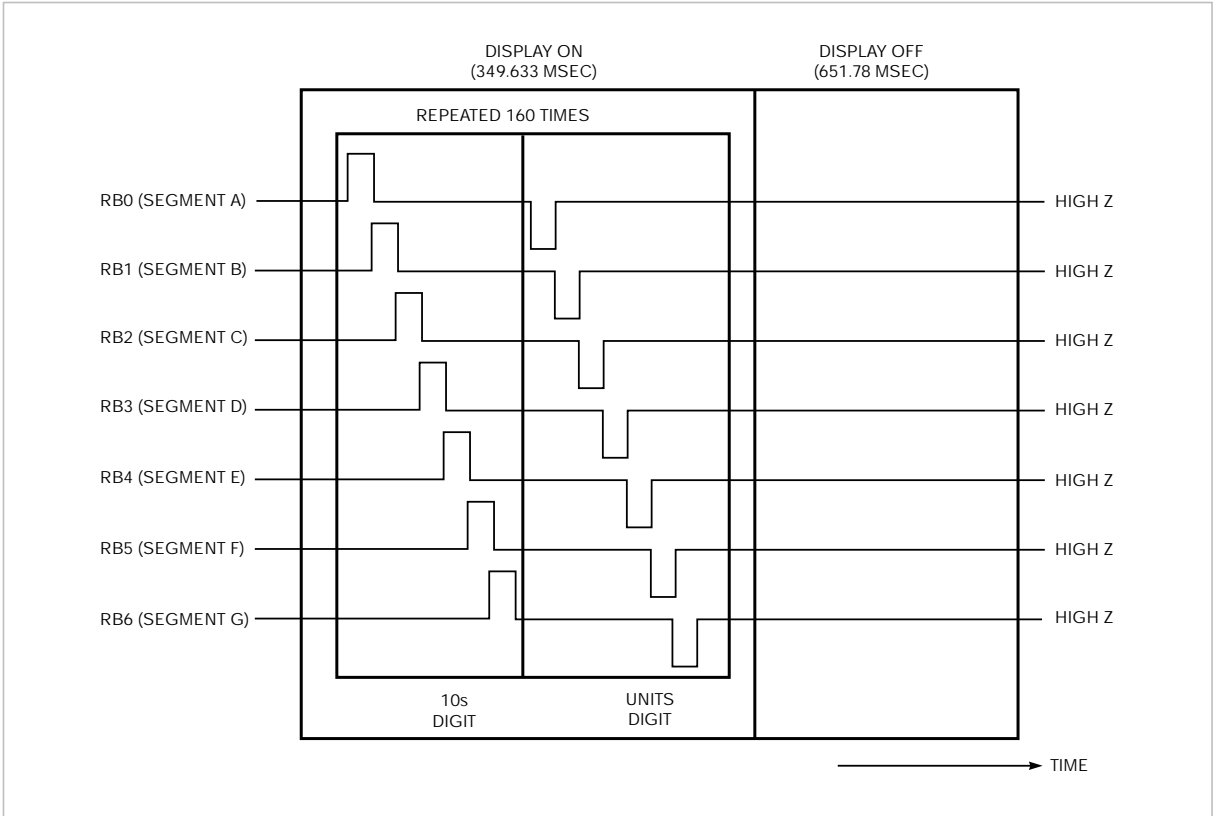 DISPLAY ON
(349.633 MSEC)
DISPLAY OFF
(651.78 MSEC)
REPEATED 160 TIMES
RB0 (SEGMENT A)
HIGH Z
RB1 (SEGMENT B)
HIGH Z
RB2 (SEGMENT C)
HIGH Z
RB3 (SEGMENT D)
HIGH Z
RB4 (SEGMENT E)
HIGH Z
RB5 (SEGMENT F)
HIGH Z
RB6 (SEGMENT G)
HIGH Z
10s
DIGIT
UNITS
DIGIT
TIME